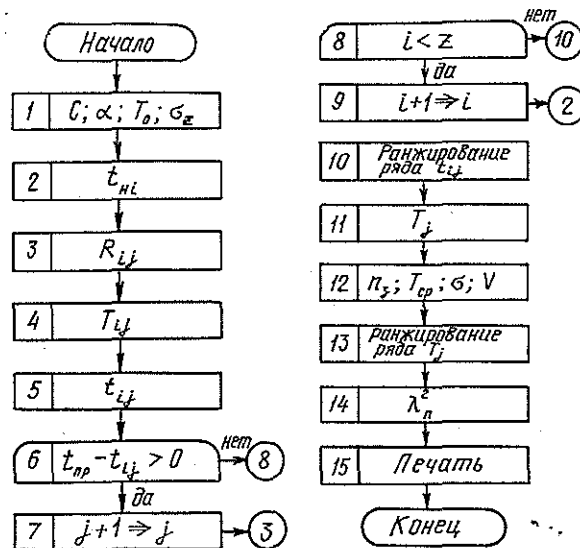 Начало
1 C; α; T₀; σ_z
2 t_нi
3 R_ij
4 T_ij
5 t_ij
6 t_пр − t_ij > 0 нет 8
да
7 j+1 ⇒ j 3
8 i < z нет 10
да
9 i+1 ⇒ i 2
10 Ранжирование
ряда t_ij
11 T_j
12 n_з; T_ср; σ; V
13 Ранжирование
ряда T_j
14 λ_п^г
15 Печать
Конец